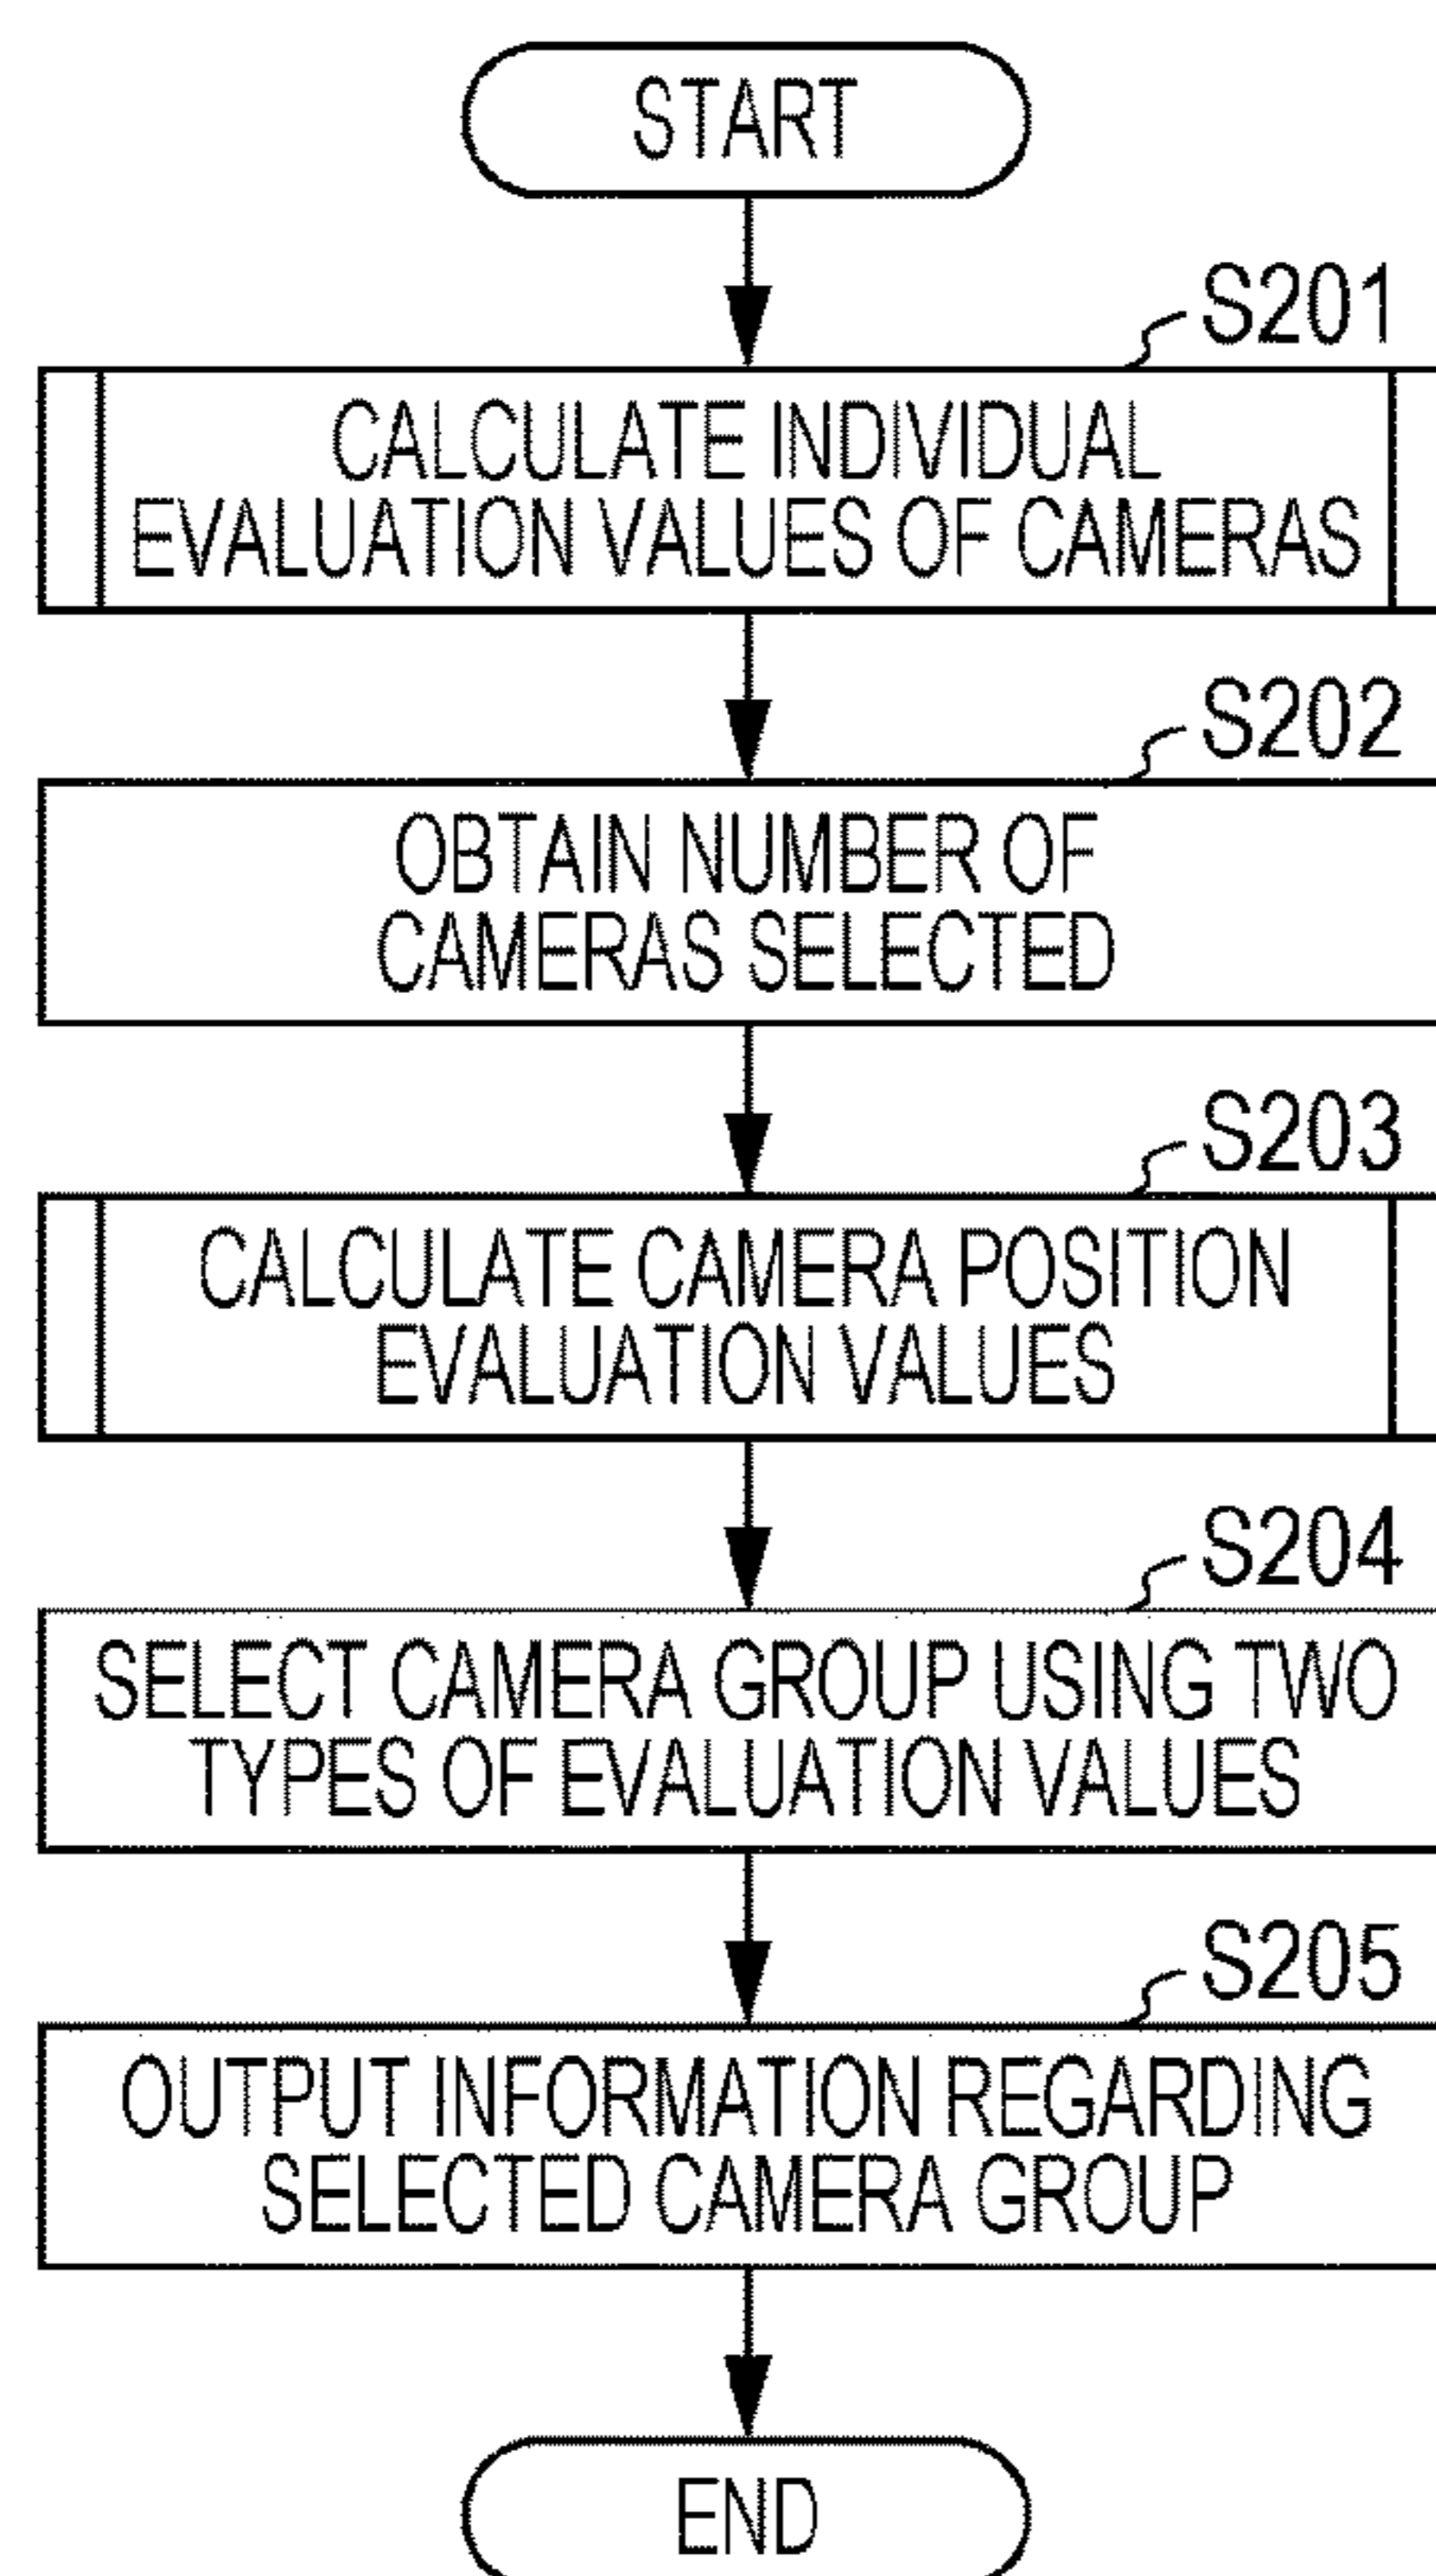 START
S201
CALCULATE INDIVIDUAL
EVALUATION VALUES OF CAMERAS
S202
OBTAIN NUMBER OF
CAMERAS SELECTED
S203
CALCULATE CAMERA POSITION
EVALUATION VALUES
S204
SELECT CAMERA GROUP USING TWO
TYPES OF EVALUATION VALUES
S205
OUTPUT INFORMATION REGARDING
SELECTED CAMERA GROUP
END